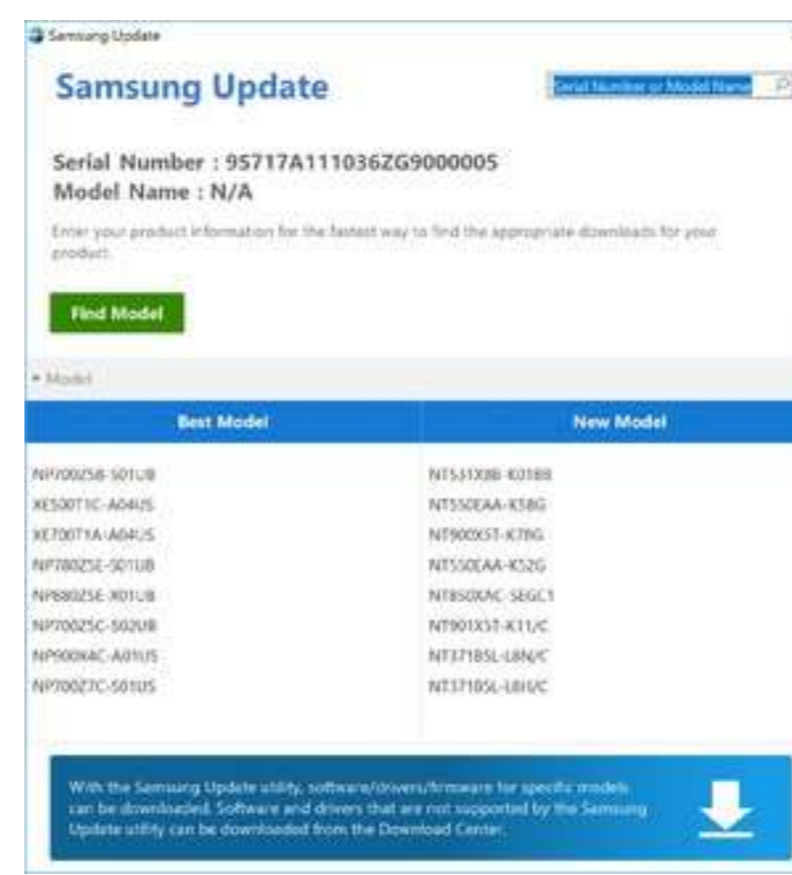 Samsung Update
Samsung Update
Serial Number or Model Name
Serial Number : 95717A111036ZG9000005
Model Name : N/A
Enter your product information for the fastest way to find the appropriate downloads for your
product.
Find Model
Model
Best Model New Model
NP700Z5B-S01UB NT531XBB-K01BB
XE500T1C-A04US NT550EAA-K58G
XE700T1A-A04US NT900X5T-K78G
NP780Z5E-S01UB NT550EAA-K52G
NP880Z5E-X01UB
NP700Z5C-S02UB NT901X5T-K11/C
NP900X4C-A01US NT371B5L-L8N/C
NP700Z7C-S01US NT371B5L-L8H/C
With the Samsung Update utility, software/drivers/firmware for specific models
can be downloaded. Software and drivers that are not supported by the Samsung
Update utility can be downloaded from the Download Center.